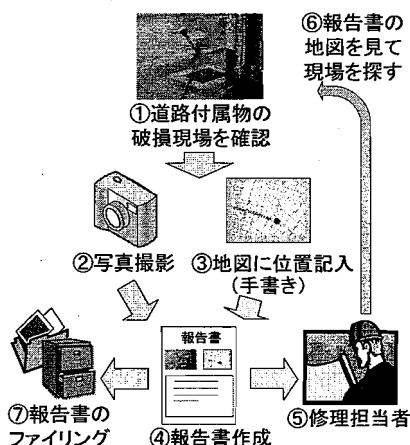 ①道路付属物の
破損現場を確認
②写真撮影
③地図に位置記入
(手書き)
報告書
④報告書作成
⑤修理担当者
⑥報告書の
地図を見て
現場を探す
⑦報告書の
ファイリング